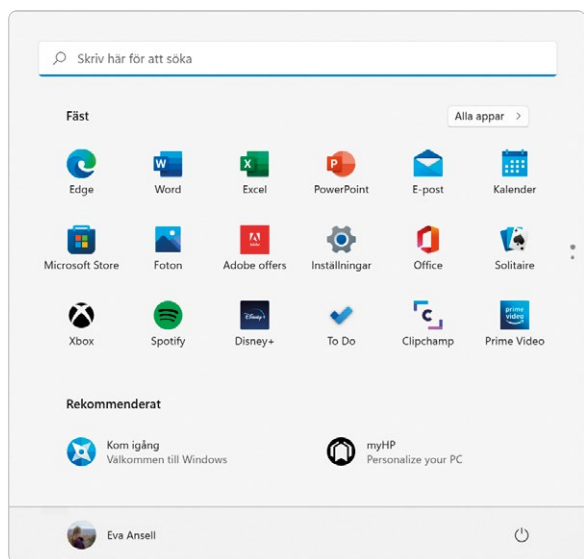 Skriv här för att söka
Fäst
Alla appar
Edge
Word
Excel
PowerPoint
E-post
Kalender
Microsoft Store
Foton
Adobe offers
Inställningar
Office
Solitaire
Xbox
Spotify
Disney+
To Do
Clipchamp
Prime Video
Rekommenderat
Kom igång
Välkommen till Windows
myHP
Personalize your PC
Eva Ansell